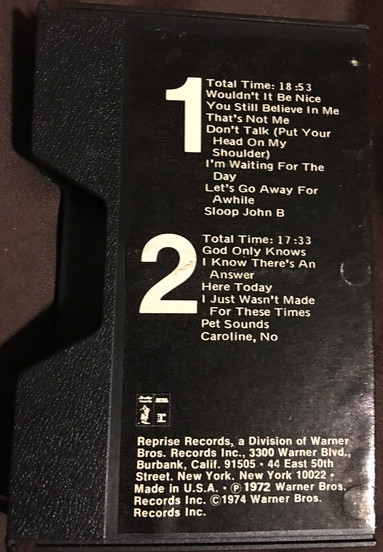 1
Total Time: 18:53
Wouldn't It Be Nice
You Still Believe In Me
That's Not Me
Don't Talk (Put Your
Head On My
Shoulder)
I'm Waiting For The
Day
Let's Go Away For
Awhile
Sloop John B
2
Total Time: 17:33
God Only Knows
I Know There's An
Answer
Here Today
I Just Wasn't Made
For These Times
Pet Sounds
Caroline, No
Reprise Records, a Division of Warner
Bros. Records Inc., 3300 Warner Blvd.,
Burbank, Calif. 91505 • 44 East 50th
Street, New York, New York 10022 •
Made in U.S.A. • ℗ 1972 Warner Bros.
Records Inc. ©1974 Warner Bros.
Records Inc.